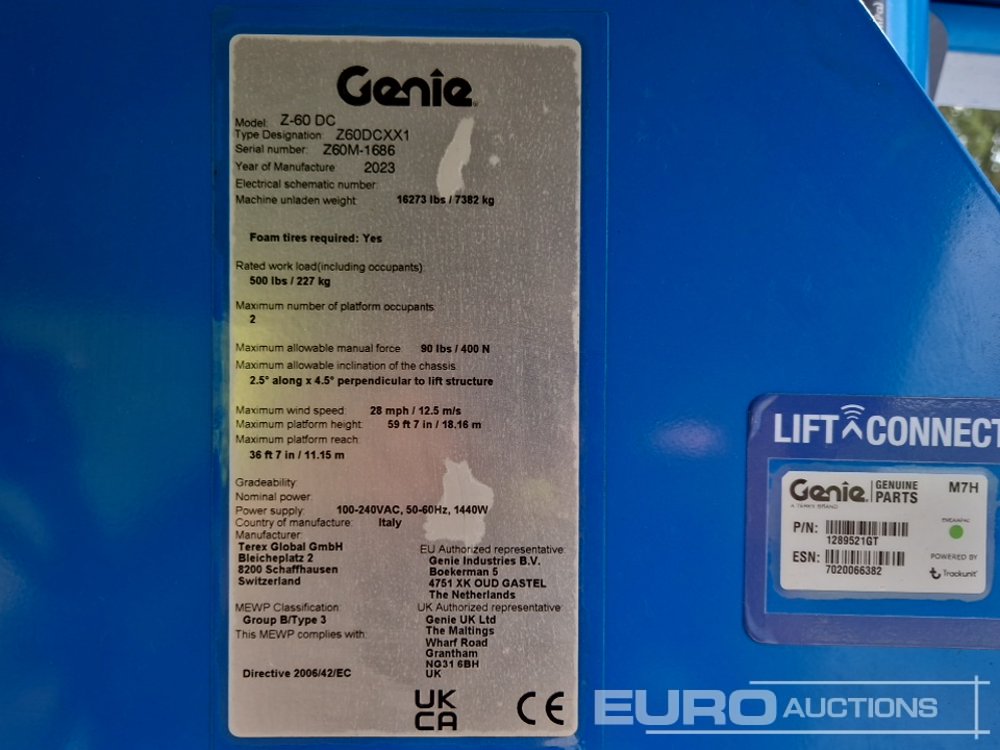 Genie
Model: Z-60 DC
Type Designation: Z60DCXX1
Serial number: Z60M-1686
Year of Manufacture: 2023
Electrical schematic number:
Machine unladen weight: 16273 lbs / 7382 kg
Foam tires required: Yes
Rated work load(including occupants):
500 lbs / 227 kg
Maximum number of platform occupants:
2
Maximum allowable manual force: 90 lbs / 400 N
Maximum allowable inclination of the chassis:
2.5° along x 4.5° perpendicular to lift structure
Maximum wind speed: 28 mph / 12.5 m/s
Maximum platform height: 59 ft 7 in / 18.16 m
Maximum platform reach:
36 ft 7 in / 11.15 m
Gradeability:
Nominal power:
Power supply: 100-240VAC, 50-60Hz, 1440W
Country of manufacture: Italy
Manufacturer:
Terex Global GmbH
Bleicheplatz 2
8200 Schaffhausen
Switzerland
EU Authorized representative:
Genie Industries B.V.
Boekerman 5
4751 XK OUD GASTEL
The Netherlands
MEWP Classification:
Group B/Type 3
This MEWP complies with:
Directive 2006/42/EC
UK Authorized representative:
Genie UK Ltd
The Maltings
Wharf Road
Grantham
NG31 6BH
UK
UK
CA
CE
LIFT CONNECT
Genie GENUINE PARTS M7H
A TEREX BRAND
P/N:
1289521GT
ESN:
7020066382
POWERED BY
Trackunit
EURO AUCTIONS